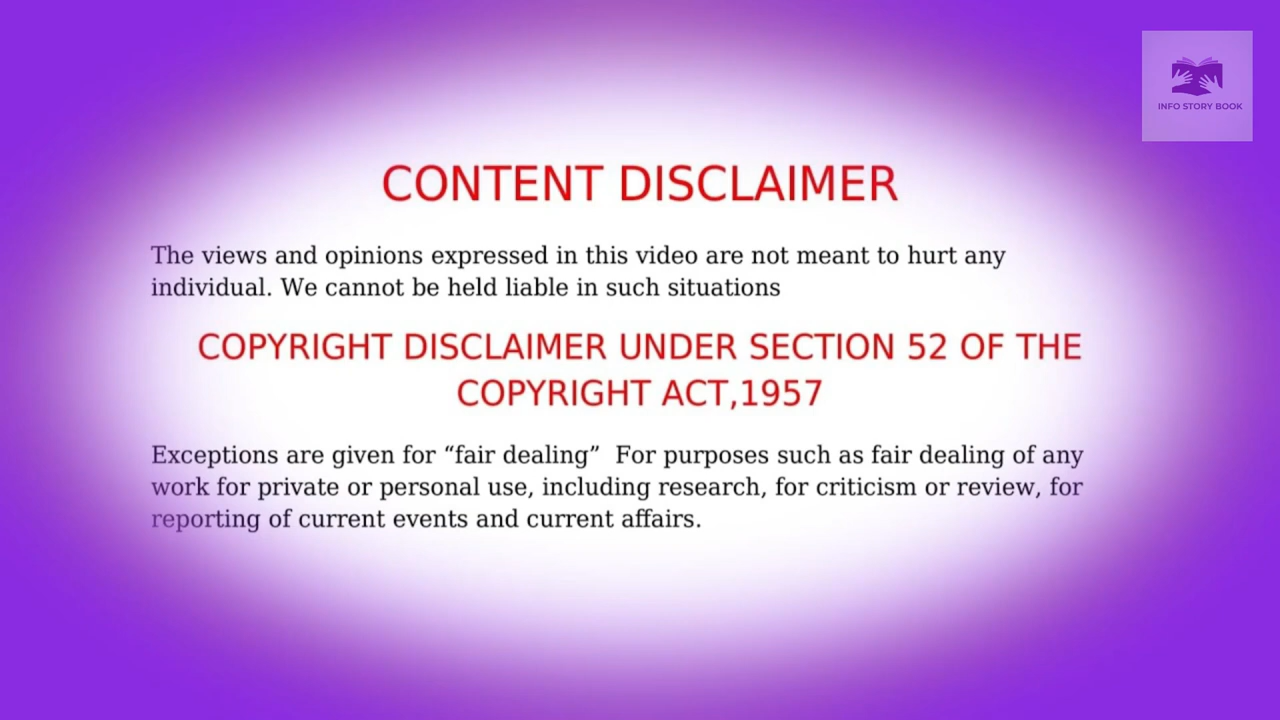 INFO STORY BOOK
CONTENT DISCLAIMER
The views and opinions expressed in this video are not meant to hurt any
individual. We cannot be held liable in such situations
COPYRIGHT DISCLAIMER UNDER SECTION 52 OF THE
COPYRIGHT ACT,1957
Exceptions are given for “fair dealing”  For purposes such as fair dealing of any
work for private or personal use, including research, for criticism or review, for
reporting of current events and current affairs.